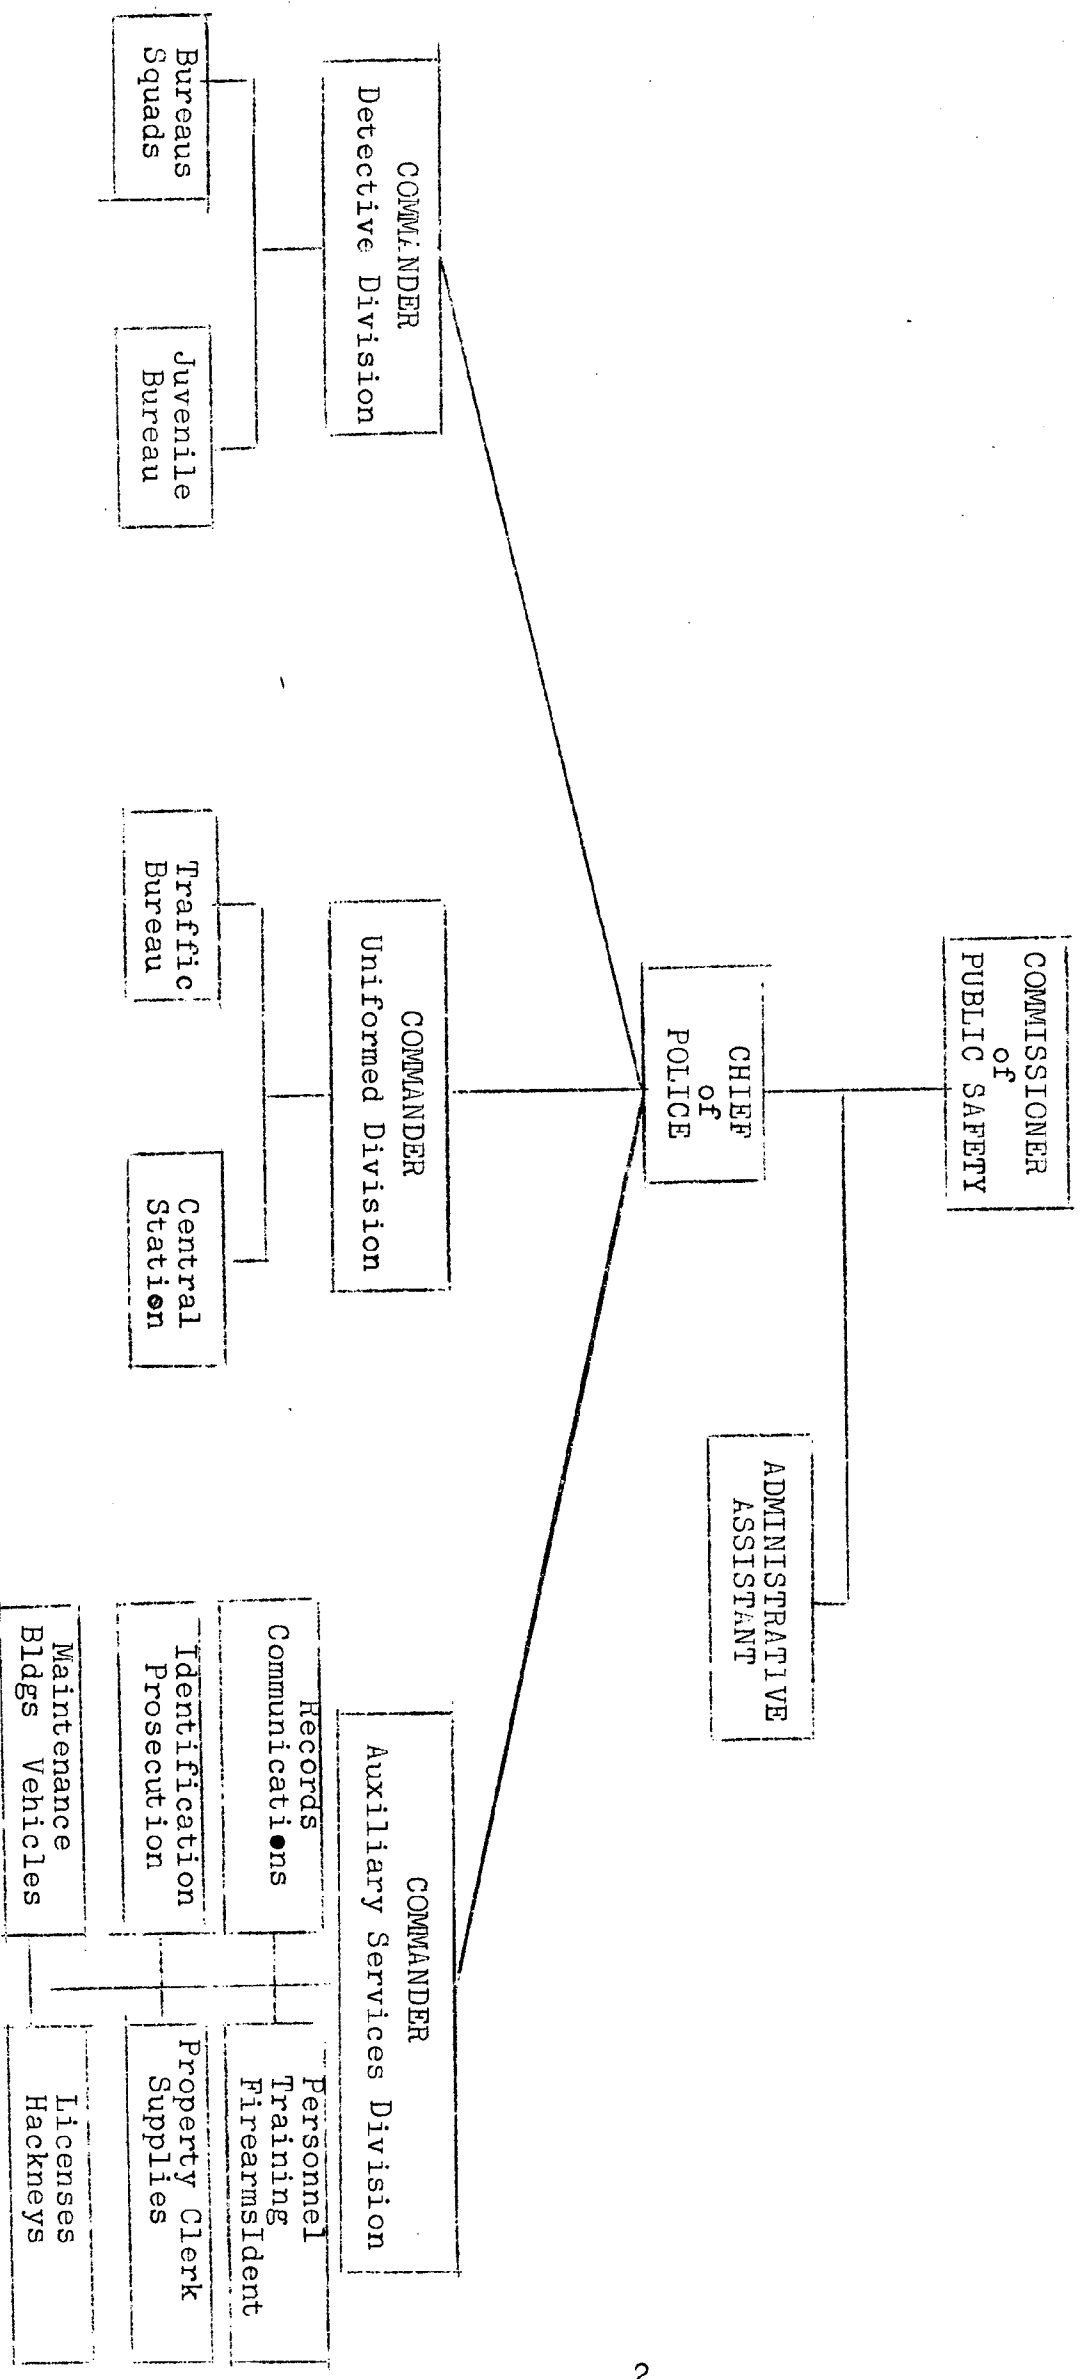 COMMISSIONER
of
PUBLIC SAFETY
CHIEF
of
POLICE
ADMINISTRATIVE
ASSISTANT
COMMANDER
Detective Division
COMMANDER
Uniformed Division
COMMANDER
Auxiliary Services Division
Bureaus
Squads
Juvenile
Bureau
Traffic
Bureau
Central
Station
Records
Communications
Personnel
Training
FirearmsIdent
Identification
Prosecution
Property Clerk
Supplies
Maintenance
Bldgs Vehicles
Licenses
Hackneys
2